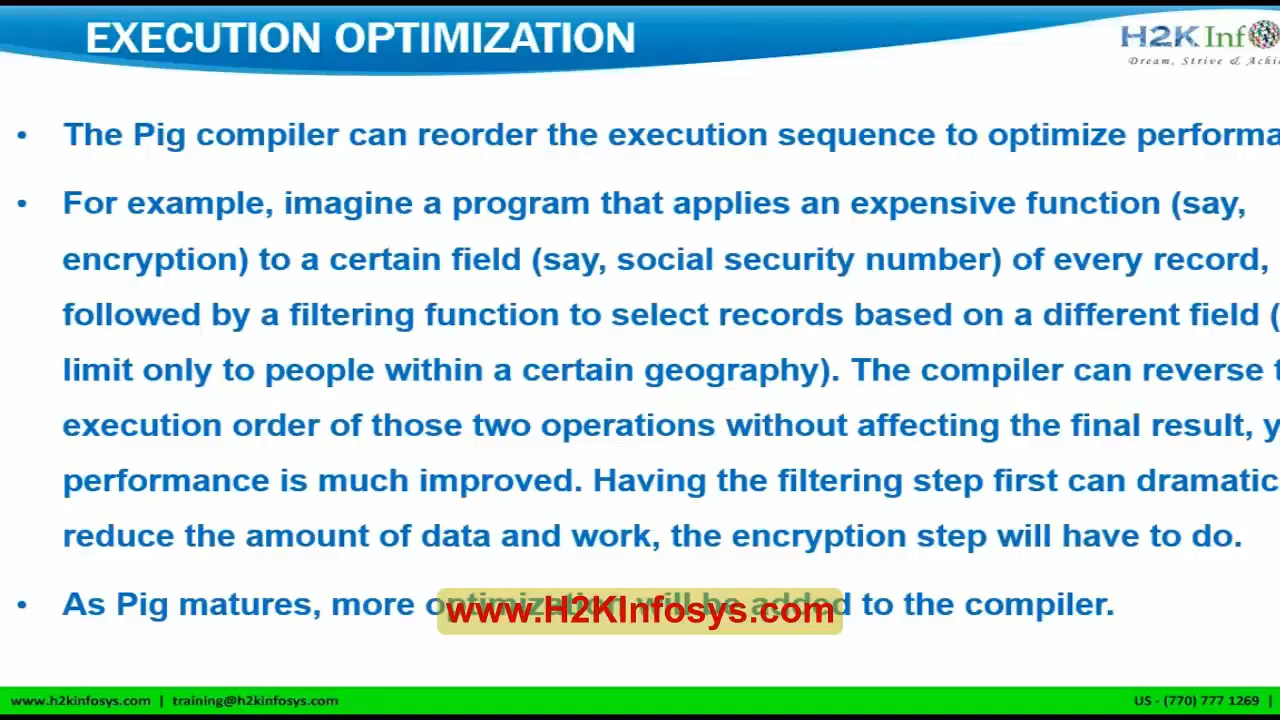 EXECUTION OPTIMIZATION
H2K Inf
Dream, Strive & Achi
• The Pig compiler can reorder the execution sequence to optimize performa
• For example, imagine a program that applies an expensive function (say,
encryption) to a certain field (say, social security number) of every record,
followed by a filtering function to select records based on a different field (
limit only to people within a certain geography). The compiler can reverse t
execution order of those two operations without affecting the final result, y
performance is much improved. Having the filtering step first can dramatic
reduce the amount of data and work, the encryption step will have to do.
• As Pig matures, more optimization will be added to the compiler.
www.H2KInfosys.com
www.h2kinfosys.com | training@h2kinfosys.com
US - (770) 777 1269 |